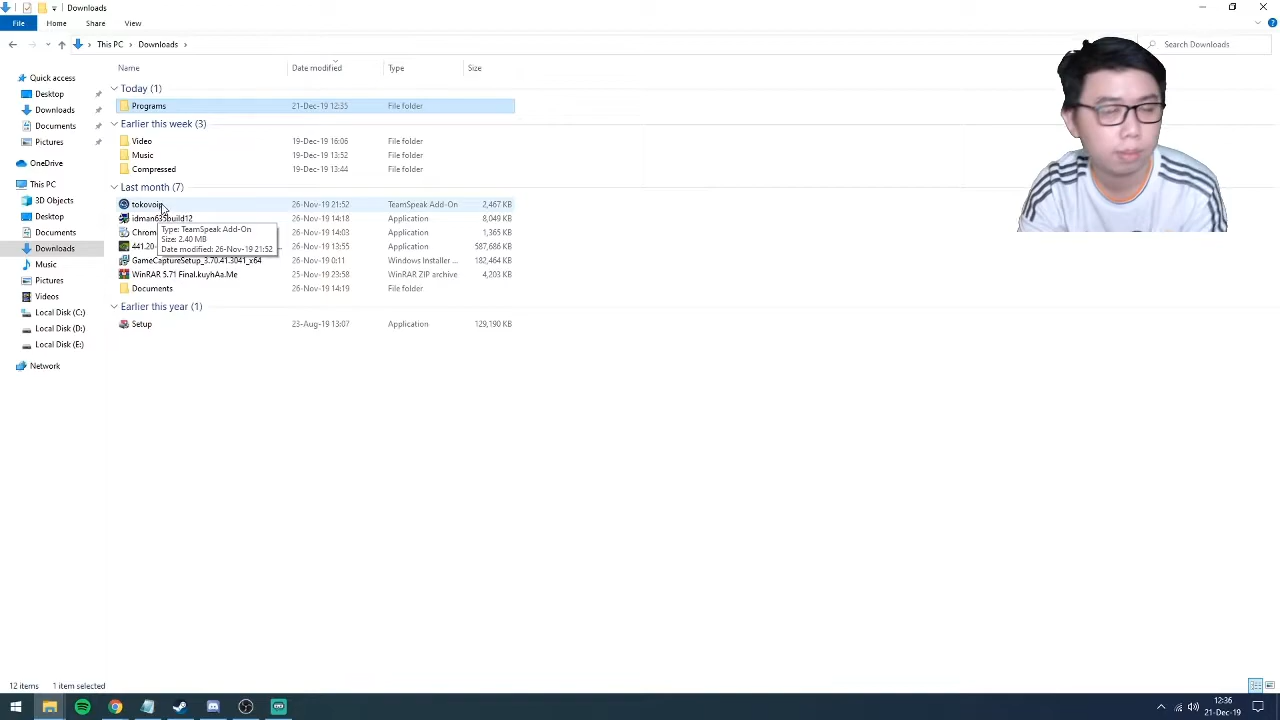 Downloads
File Home Share View
This PC Downloads Search Downloads
Name Date modified Type Size
Quick access
Desktop
Downloads
Documents
Pictures
OneDrive
This PC
3D Objects
Desktop
Documents
Downloads
Music
Pictures
Videos
Local Disk (C:)
Local Disk (D:)
Local Disk (E:)
Network
Today (1)
Programs 21-Dec-19 12:35 File folder
Earlier this week (3)
Video 19-Dec-19 16:06 File folder
Music 19-Dec-19 13:52 File folder
Compressed 19-Dec-19 13:44 File folder
Last month (7)
tokovoip 26-Nov-19 21:52 TeamSpeak Add-On 2,467 KB
idman635build12 26-Nov-19 14:18 Application 8,049 KB
Chrom 26-Nov-19 14:03 Application 1,365 KB
441.20- 26-Nov-19 13:55 Application 587,686 KB
GameCaptureSetup_3.70.41.3041_x64 26-Nov-19 0:11 Windows Installer ... 182,464 KB
WinRAR 5.71 Final.kuyhAa.Me 25-Nov-19 23:58 WinRAR ZIP archive 4,203 KB
Documents 26-Nov-19 14:19 File folder
Type: TeamSpeak Add-On
Size: 2.40 MB
Date modified: 26-Nov-19 21:52
Earlier this year (1)
Setup 23-Aug-19 13:07 Application 129,190 KB
12 items 1 item selected
12:36
21-Dec-19